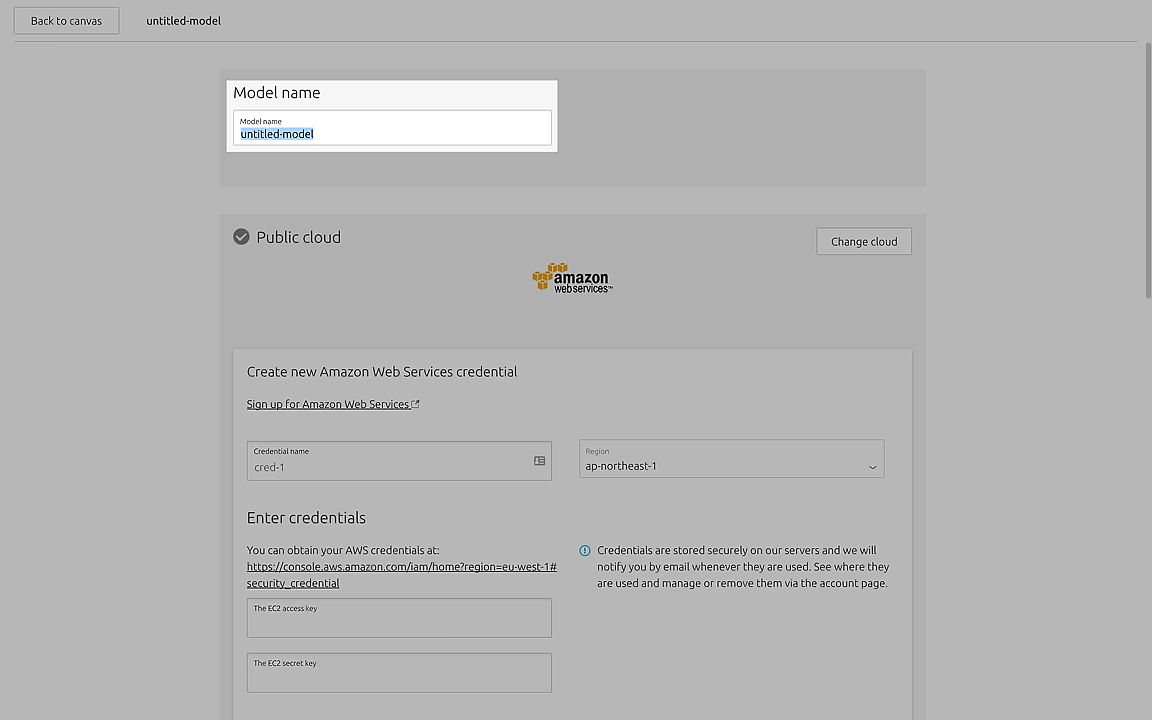 Back to canvas
untitled-model
Model name
Model name
untitled-model
Public cloud
Change cloud
amazon
web services™
Create new Amazon Web Services credential
Sign up for Amazon Web Services
Credential name
cred-1
Region
ap-northeast-1
Enter credentials
You can obtain your AWS credentials at:
https://console.aws.amazon.com/iam/home?region=eu-west-1#
security_credential
Credentials are stored securely on our servers and we will
notify you by email whenever they are used. See where they
are used and manage or remove them via the account page.
The EC2 access key
The EC2 secret key